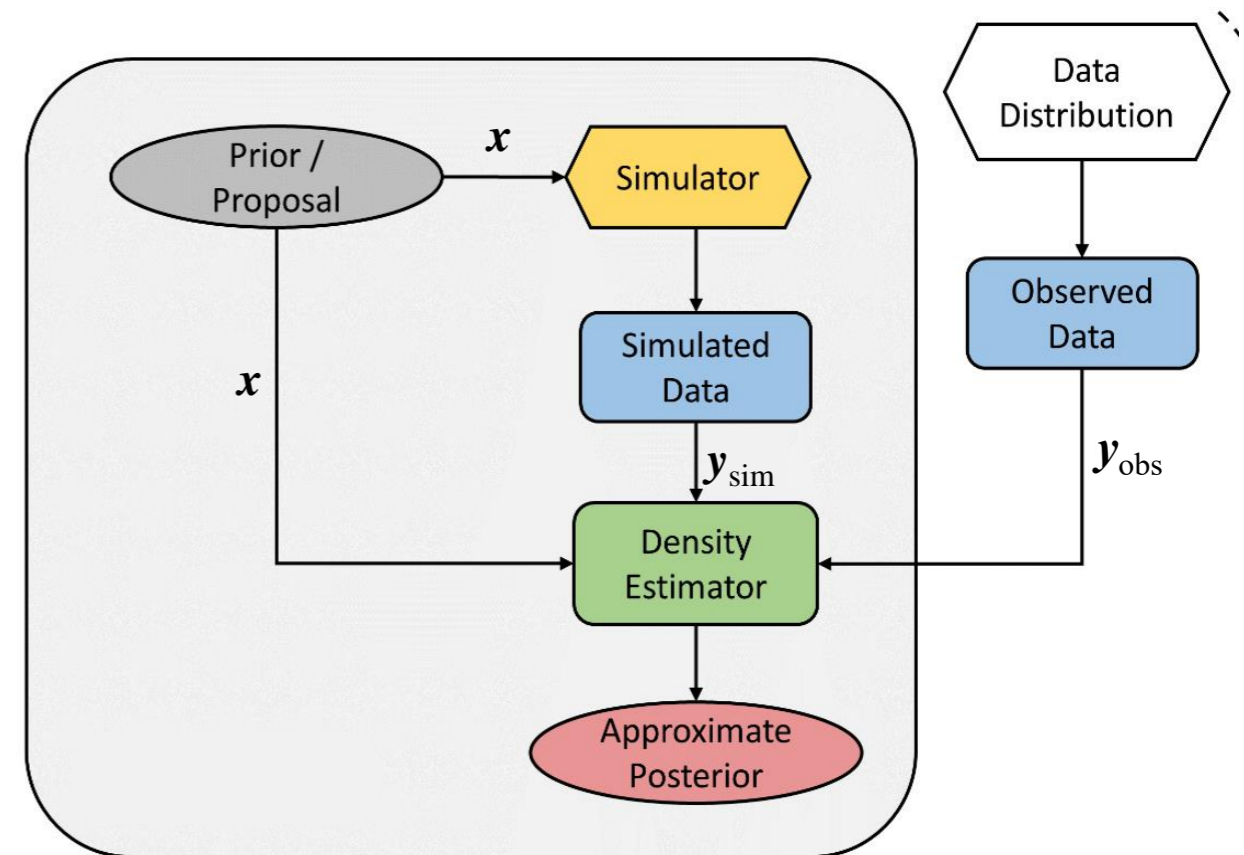 Data
Distribution
Prior /
Proposal
x
Simulator
Observed
Data
Simulated
Data
x
y_obs
y_sim
Density
Estimator
Approximate
Posterior